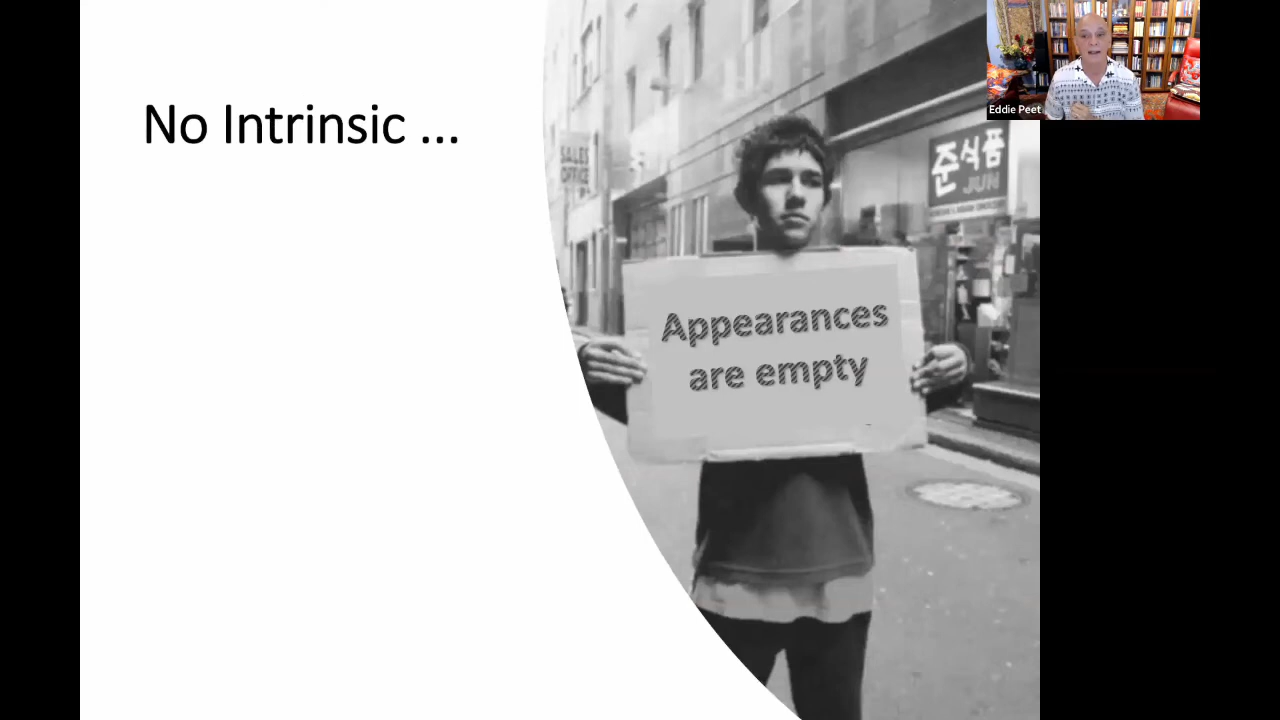 No Intrinsic ...
Eddie Peet
SALES
OFFICE
준식품
JUN
Appearances
are empty